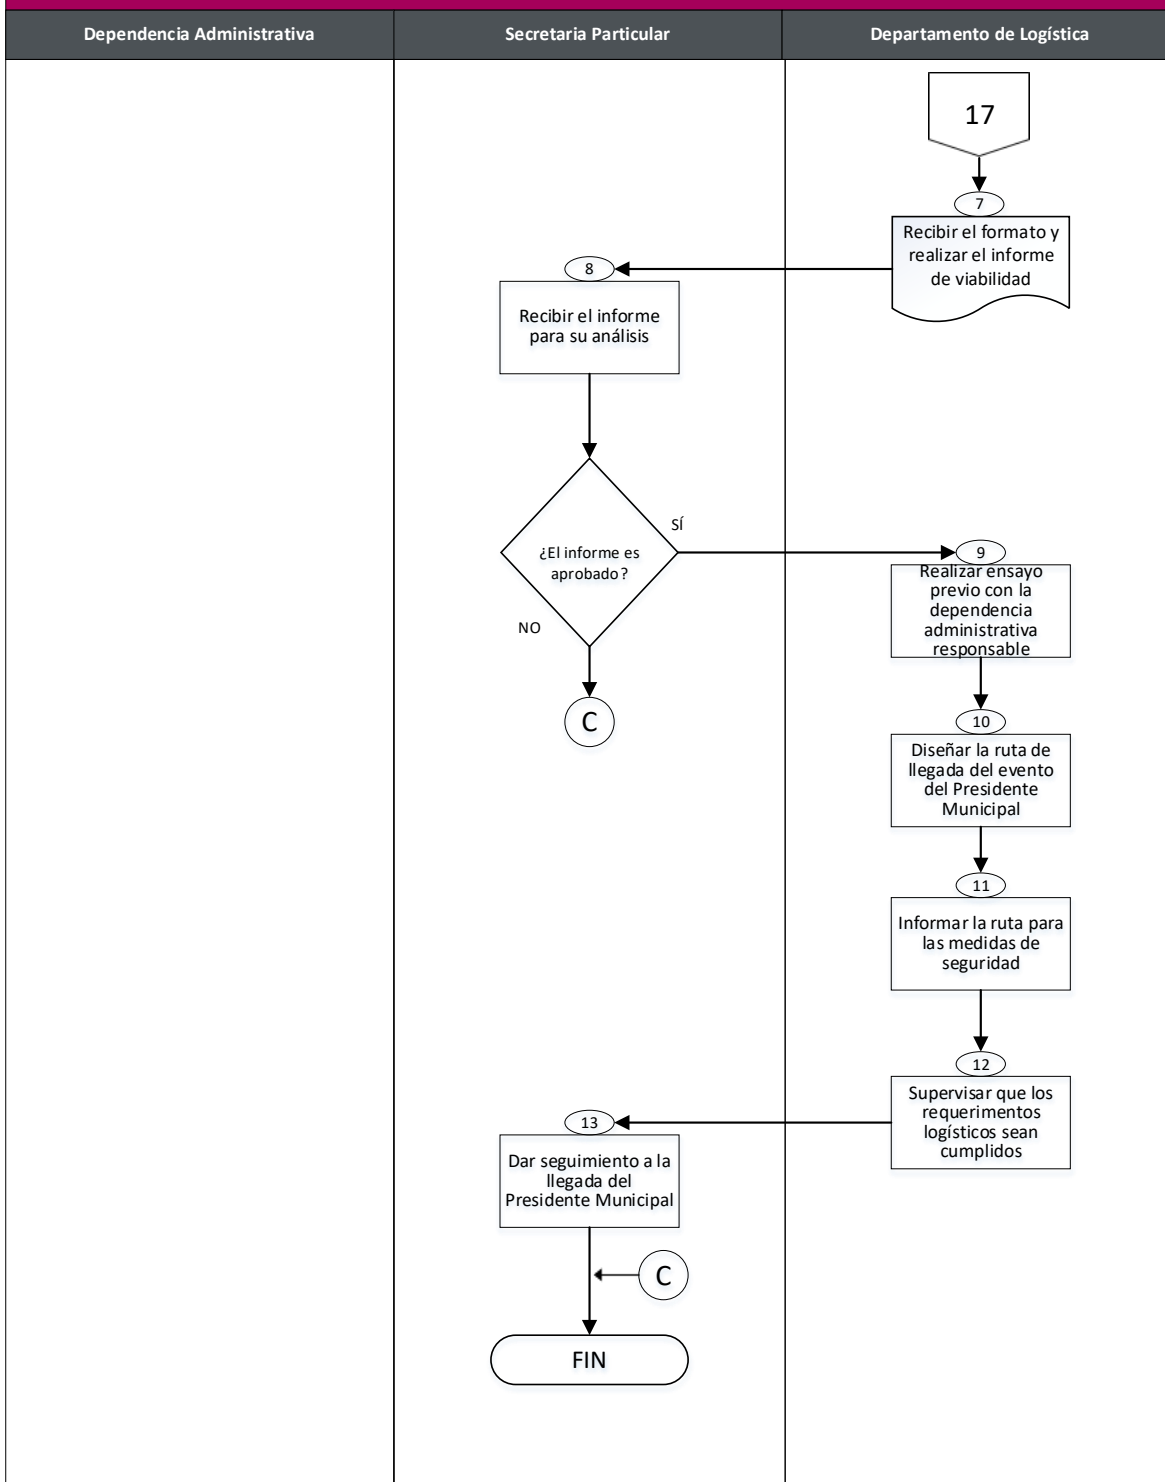 Dependencia Administrativa
Secretaria Particular
Departamento de Logística
17
7
Recibir el formato y
realizar el informe
de viabilidad
8
Recibir el informe
para su análisis
¿El informe es
aprobado?
SÍ
NO
C
9
Realizar ensayo
previo con la
dependencia
administrativa
responsable
10
Diseñar la ruta de
llegada del evento
del Presidente
Municipal
11
Informar la ruta para
las medidas de
seguridad
12
Supervisar que los
requerimentos
logísticos sean
cumplidos
13
Dar seguimiento a la
llegada del
Presidente Municipal
C
FIN